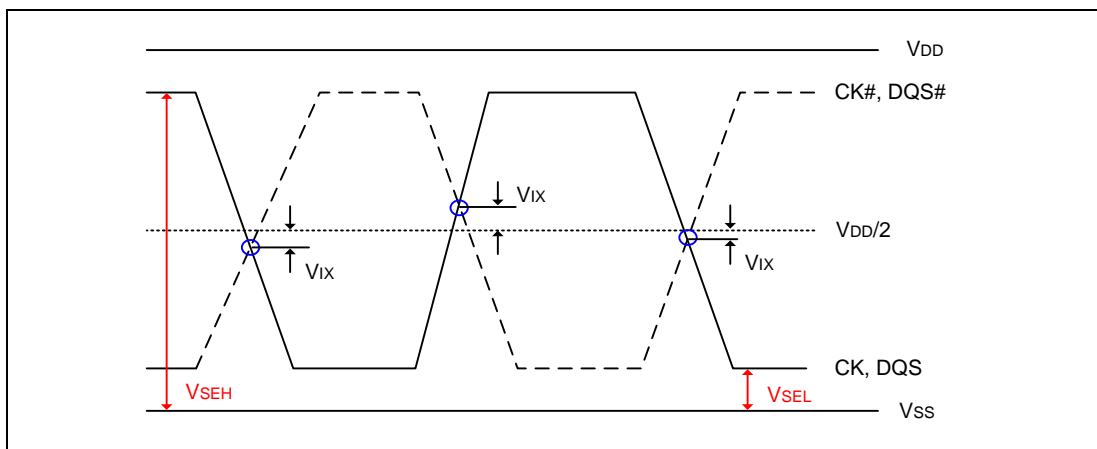 VDD
CK#, DQS#
VIX
VDD/2
VIX
VIX
CK, DQS
VSEH
VSEL
VSS